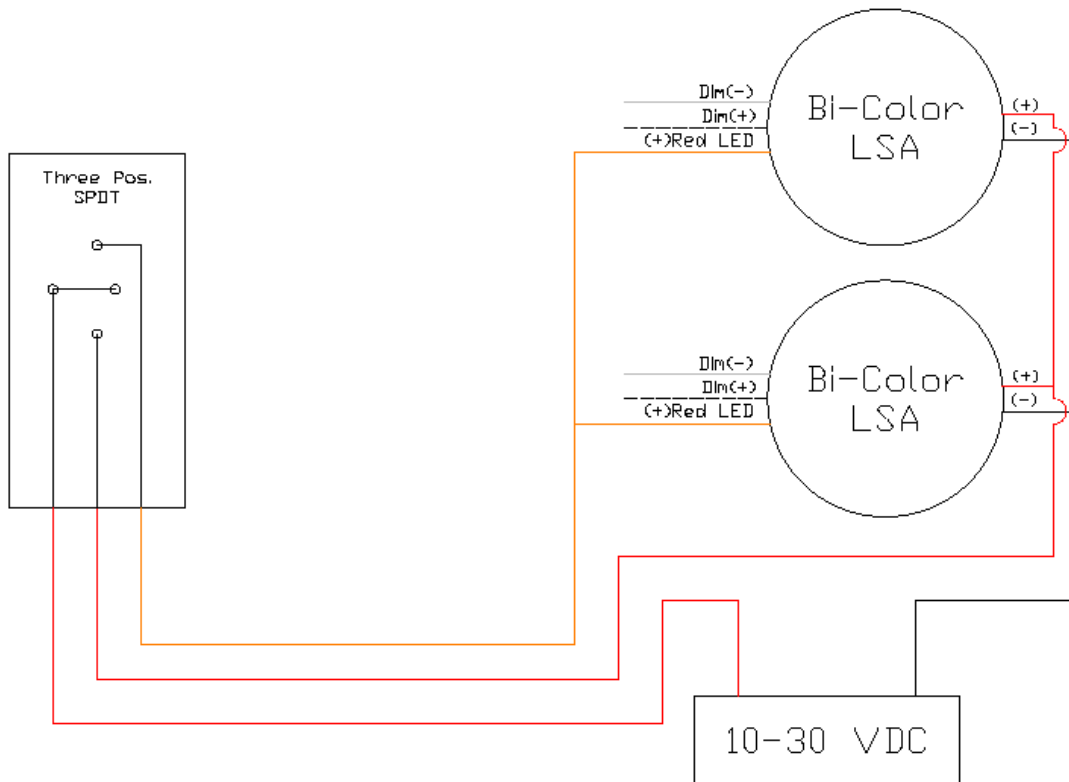 Dim(-)
Dim(+)
(+)Red LED
Bi-Color
LSA
(+)
(-)
Three Pos.
SPDT
Dim(-)
Dim(+)
(+)Red LED
Bi-Color
LSA
(+)
(-)
10-30 VDC